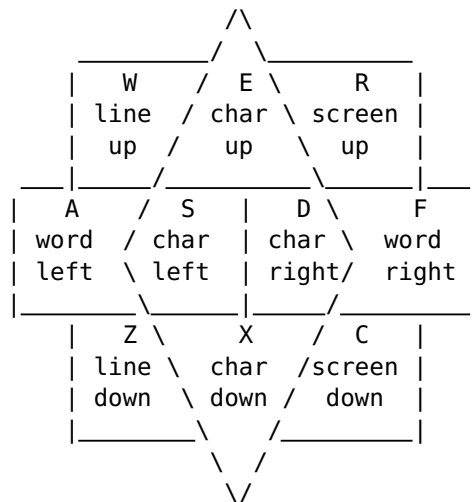 W E R
line char screen
up up up
A S D F
word char char word
left left right right
Z X C
line char screen
down down down